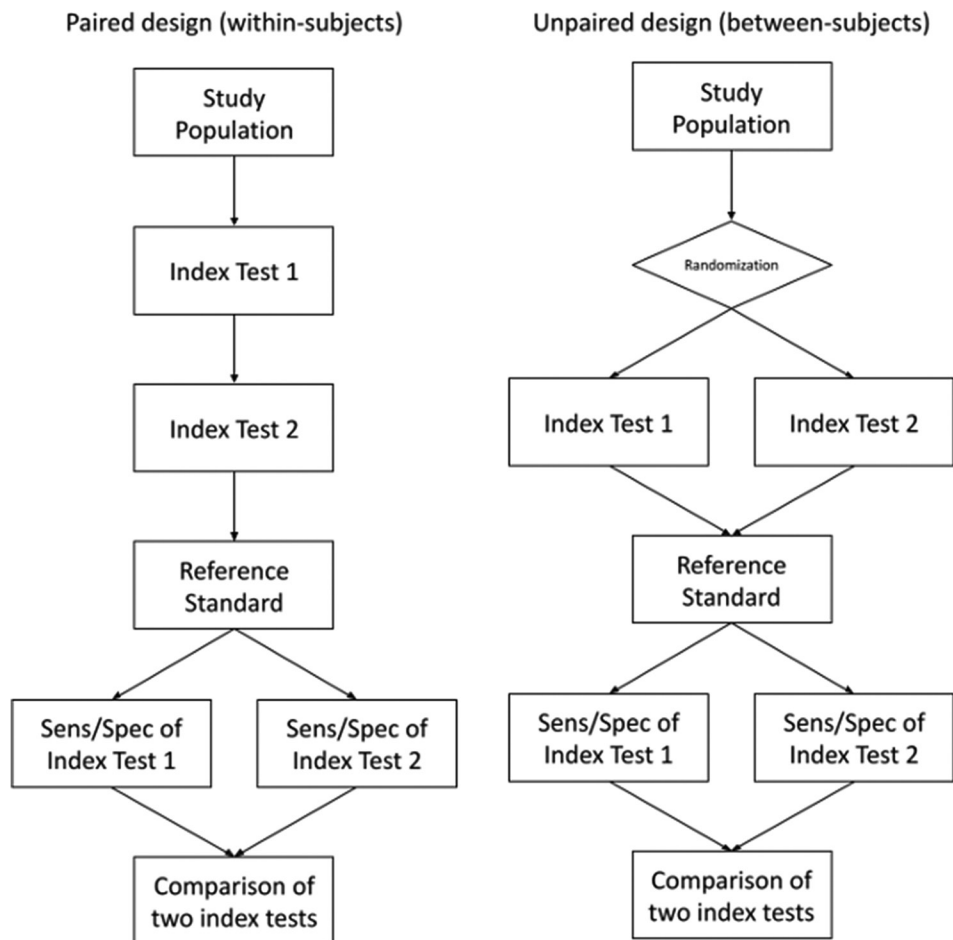 Paired design (within-subjects)
Study
Population
Index Test 1
Index Test 2
Reference
Standard
Sens/Spec of
Index Test 1
Sens/Spec of
Index Test 2
Comparison of
two index tests
Unpaired design (between-subjects)
Study
Population
Randomization
Index Test 1
Index Test 2
Reference
Standard
Sens/Spec of
Index Test 1
Sens/Spec of
Index Test 2
Comparison of
two index tests